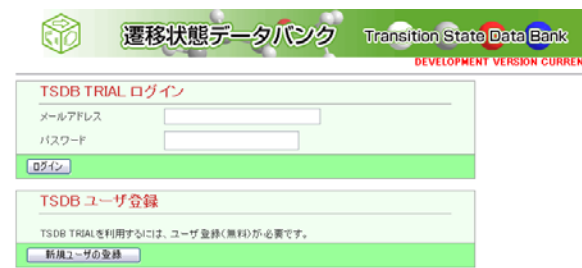 遷移状態データバンク Transition State Data Bank
DEVELOPMENT VERSION CURREN
TSDB TRIAL ログイン
メールアドレス
パスワード
ログイン
TSDB ユーザ登録
TSDB TRIALを利用するには、ユーザ登録(無料)が必要です。
新規ユーザの登録